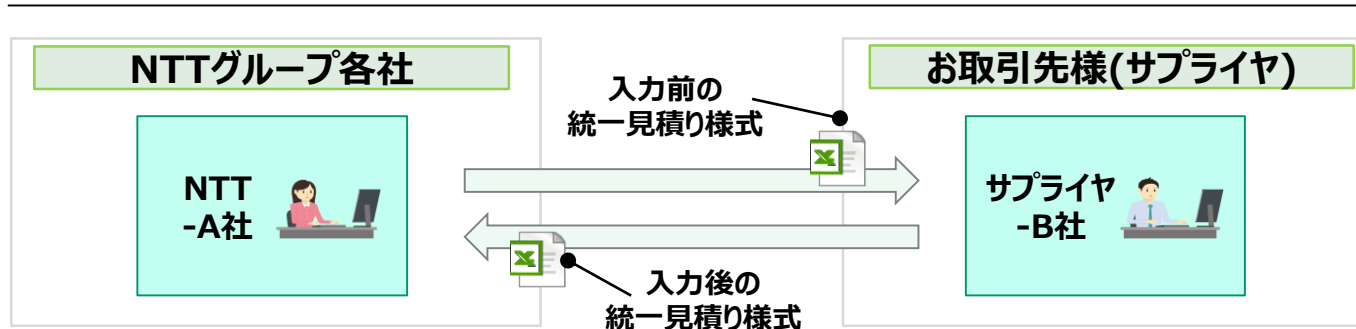 NTTグループ各社
お取引先様(サプライヤ)
入力前の
統一見積り様式
NTT
-A社
サプライヤ
-B社
入力後の
統一見積り様式